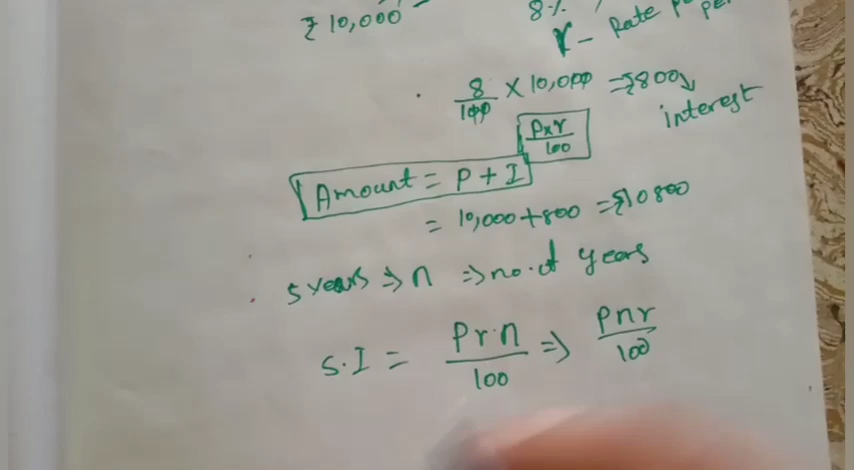 ₹ 10,000 8%
r - Rate per
8/100 × 10,000 ⇒ ₹800
interest
P×r/100
Amount = P + I
= 10,000 + 800 ⇒ ₹10800
5 years ⇒ n ⇒ no. of years
S.I = P r. n/100 ⇒ P n r/100